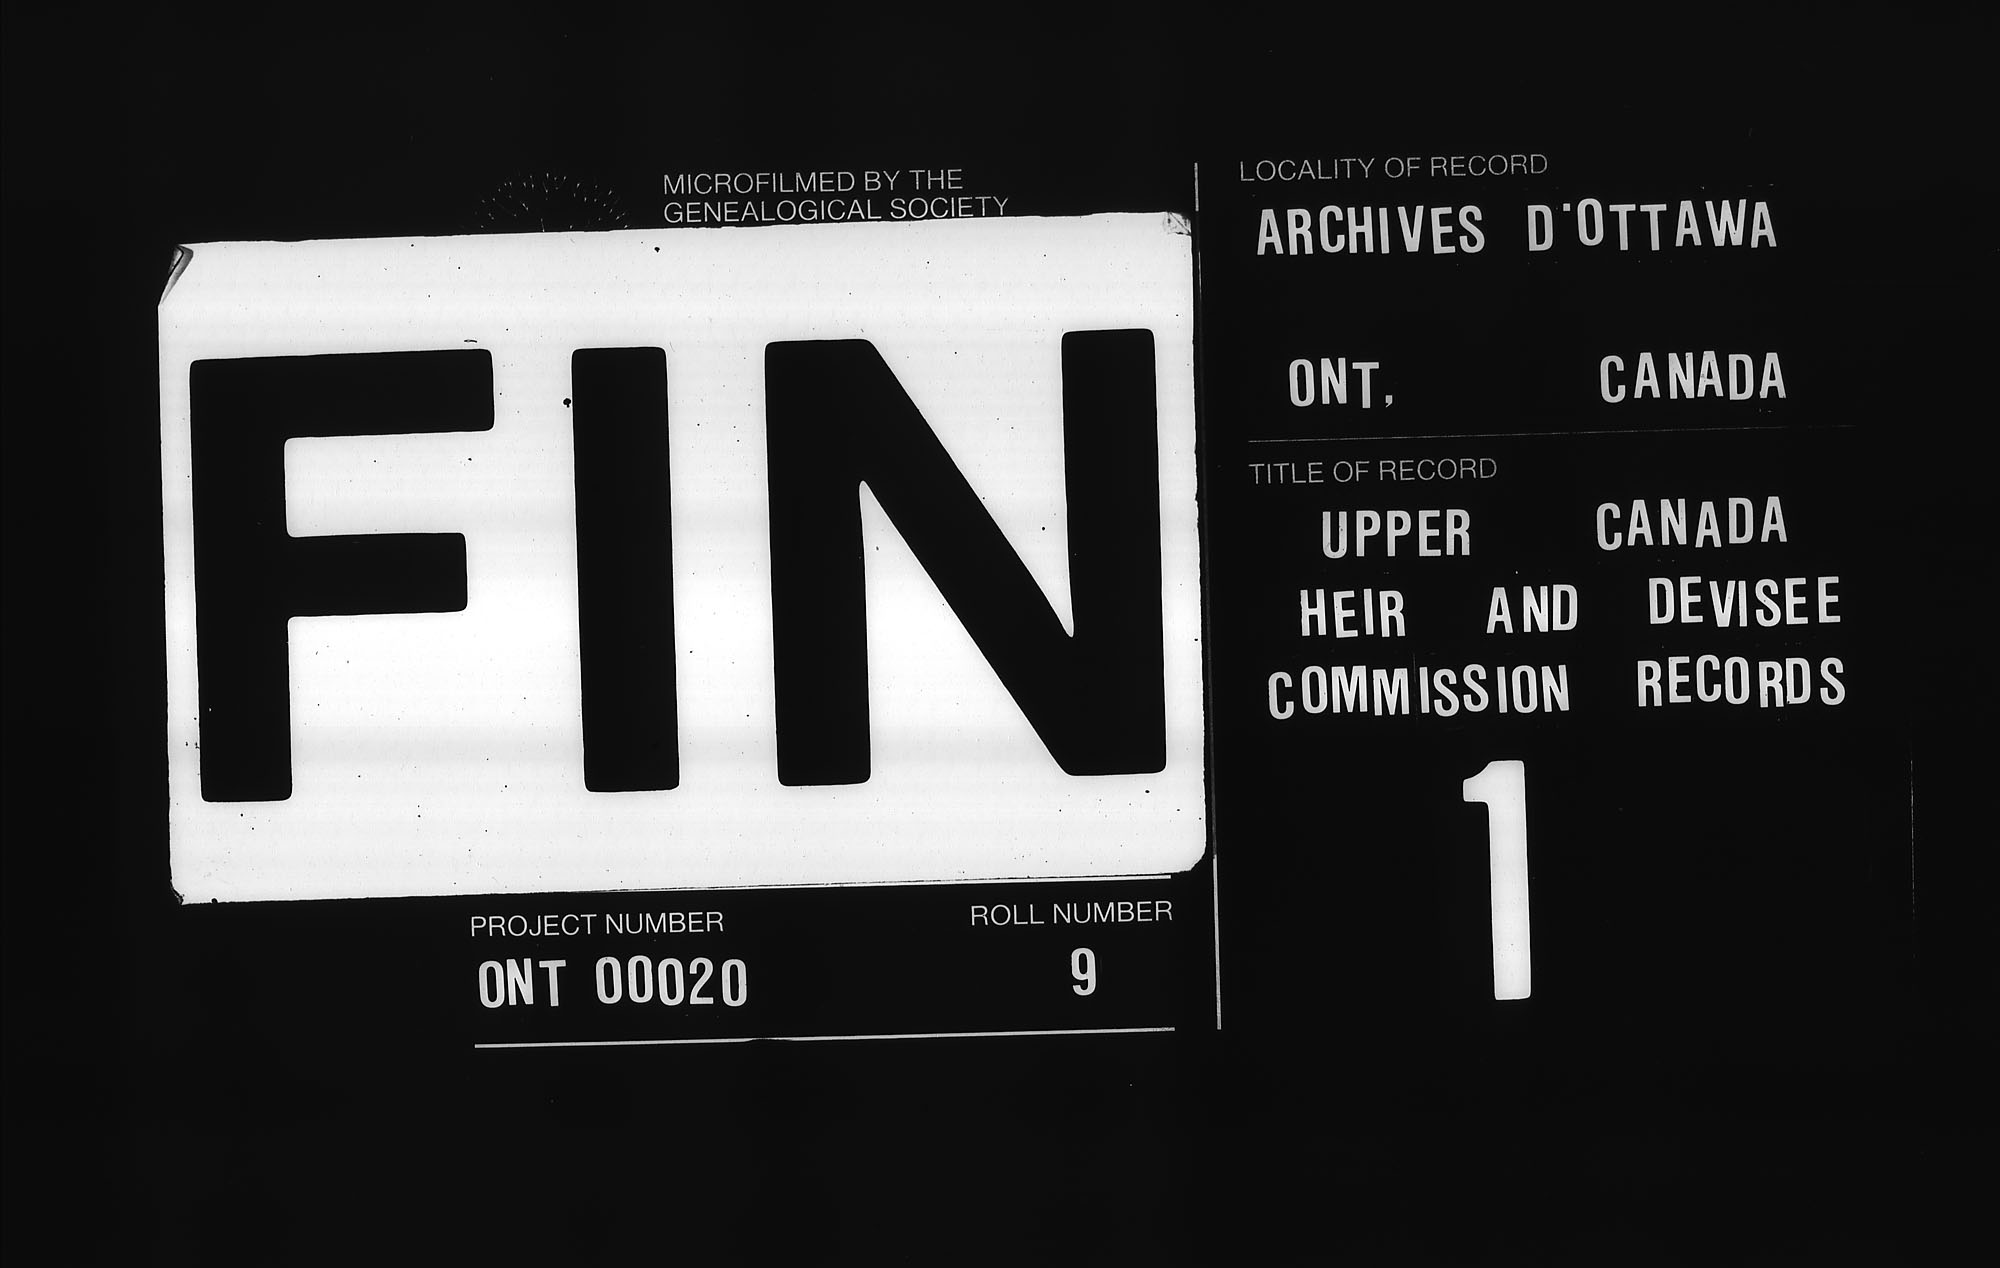 MICROFILMED BY THE
GENEALOGICAL SOCIETY
FIN
PROJECT NUMBER
ONT 00020
ROLL NUMBER
9
LOCALITY OF RECORD
ARCHIVES D'OTTAWA
ONT, CANADA
TITLE OF RECORD
UPPER CANADA
HEIR AND DEVISEE
COMMISSION RECORDS
1